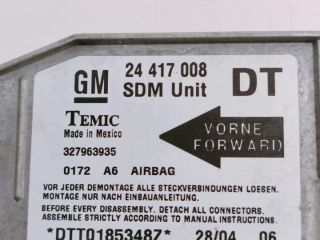 GM 24 417 008 DT
SDM Unit
TEMIC
Made in Mexico
VORNE
FORWARD
327963935
0172 A6 AIRBAG
VOR JEDER DEMONTAGE ALLE STECKVERBINDUNGEN LOESEN.
MONTAGE NUR NACH EINBAUANLEITUNG.
BEFORE EVERY DISASSEMBLY, DETACH ALL CONNECTORS.
ASSEMBLE STRICTLY ACCORDING TO MANUAL INSTRUCTIONS.
*DTT01853487* 28/04 06